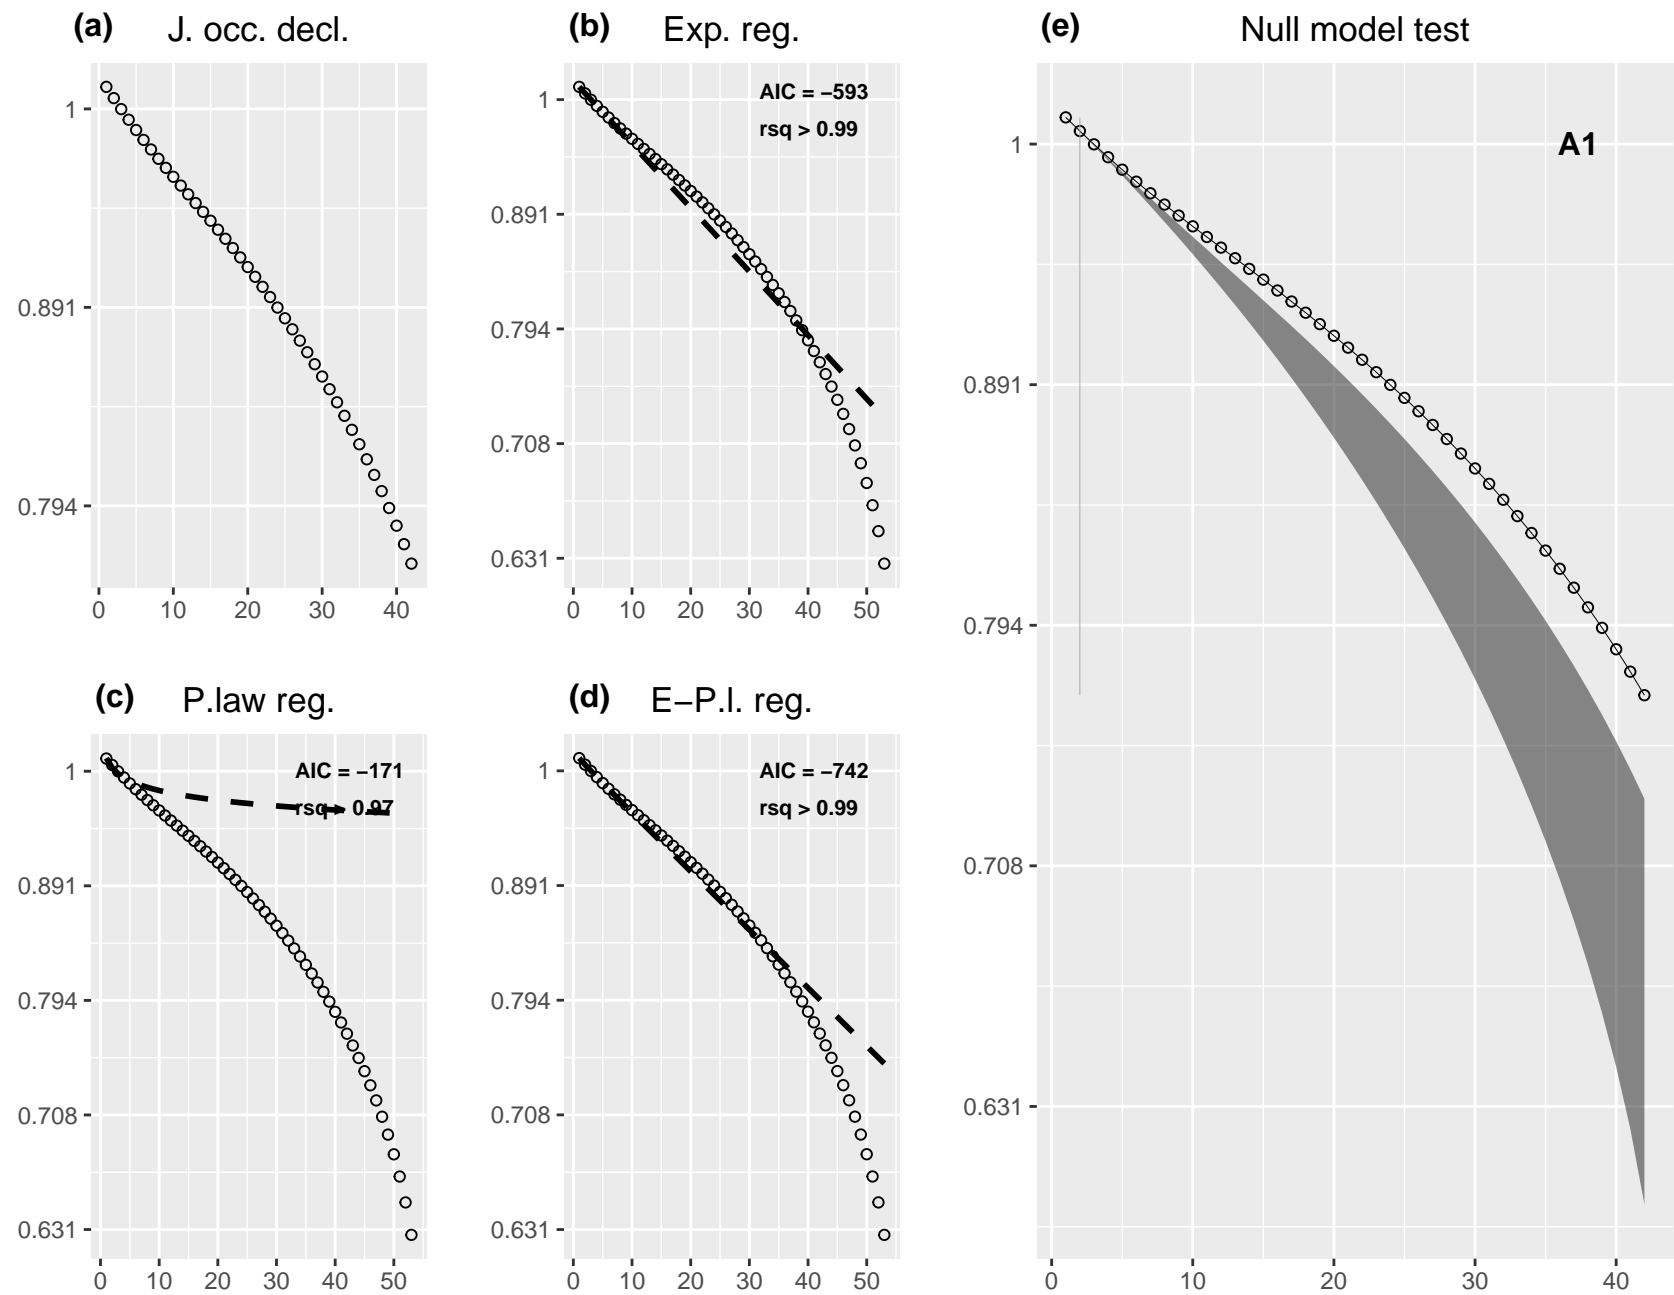 (a) J. occ. decl.
1
0.891
0.794
0 10 20 30 40
(b) Exp. reg.
AIC = −593
rsq > 0.99
1
0.891
0.794
0.708
0.631
0 10 20 30 40 50
(c) P.law reg.
AIC = −171
rsq > 0.97
1
0.891
0.794
0.708
0.631
0 10 20 30 40 50
(d) E−P.l. reg.
AIC = −742
rsq > 0.99
1
0.891
0.794
0.708
0.631
0 10 20 30 40 50
(e) Null model test
A1
1
0.891
0.794
0.708
0.631
0 10 20 30 40